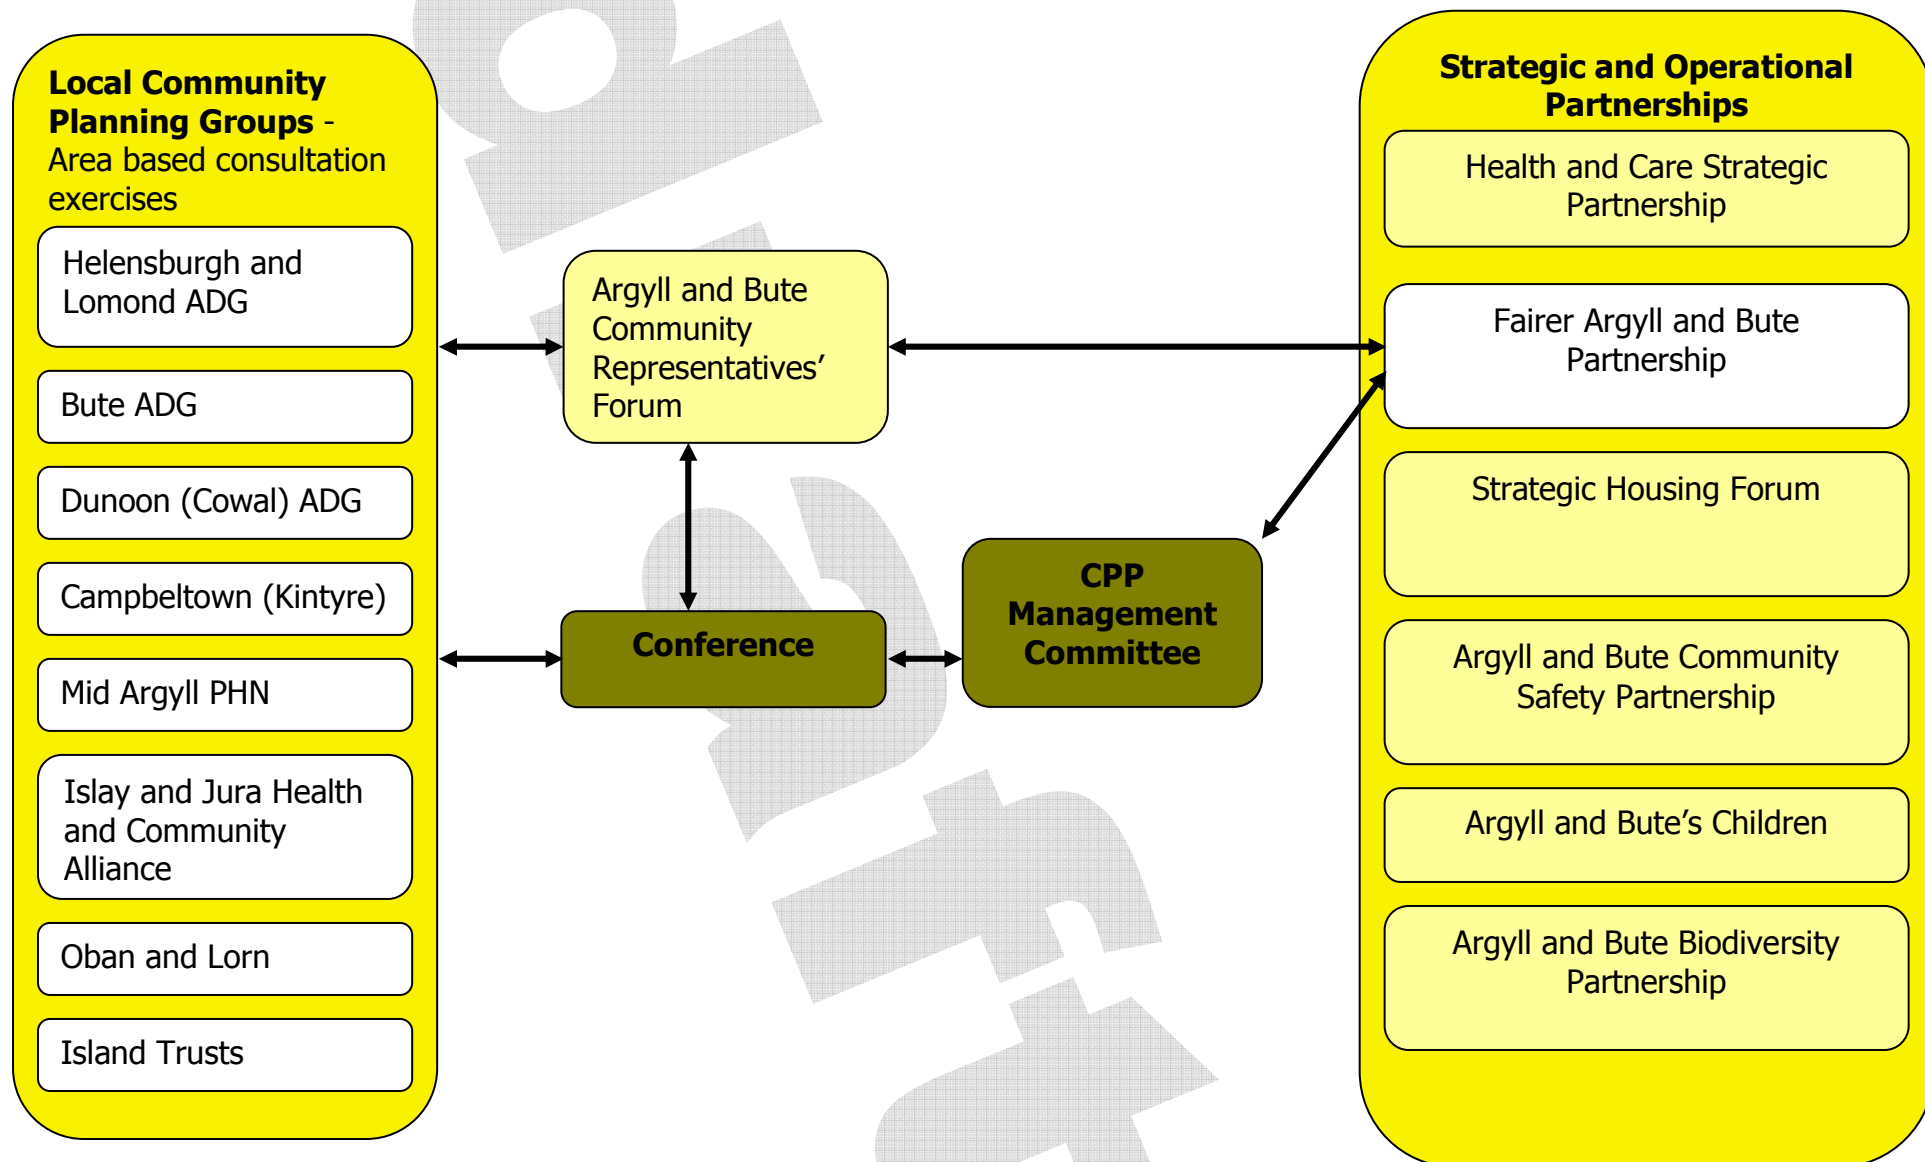 Local Community
Planning Groups -
Area based consultation
exercises
Helensburgh and
Lomond ADG
Bute ADG
Dunoon (Cowal) ADG
Campbeltown (Kintyre)
Mid Argyll PHN
Islay and Jura Health
and Community
Alliance
Oban and Lorn
Island Trusts
Argyll and Bute
Community
Representatives’
Forum
Conference
CPP
Management
Committee
Strategic and Operational
Partnerships
Health and Care Strategic
Partnership
Fairer Argyll and Bute
Partnership
Strategic Housing Forum
Argyll and Bute Community
Safety Partnership
Argyll and Bute’s Children
Argyll and Bute Biodiversity
Partnership
draft